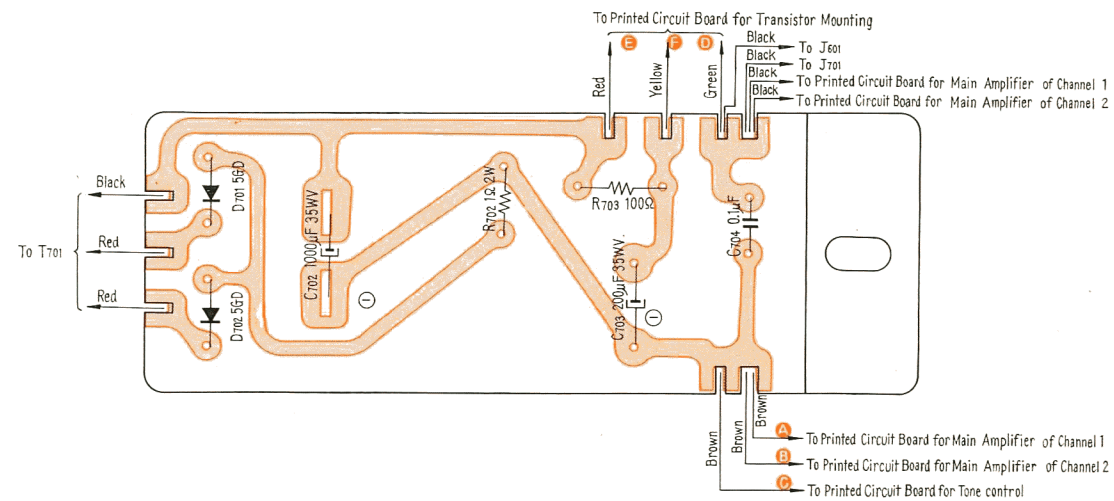 To Printed Circuit Board for Transistor Mounting
E
F
D
Red
Yellow
Green
Black
To J601
Black
To J701
Black
To Printed Circuit Board for Main Amplifier of Channel 1
Black
To Printed Circuit Board for Main Amplifier of Channel 2
Black
Red
To T701
Red
D701 5GD
D702 5GD
C702 1000µF 35WV
R702 1Ω 2W
R703 100Ω
C703 200µF 35WV
C704 0.1µF
Brown
Brown
Brown
A
To Printed Circuit Board for Main Amplifier of Channel 1
B
To Printed Circuit Board for Main Amplifier of Channel 2
C
To Printed Circuit Board for Tone control